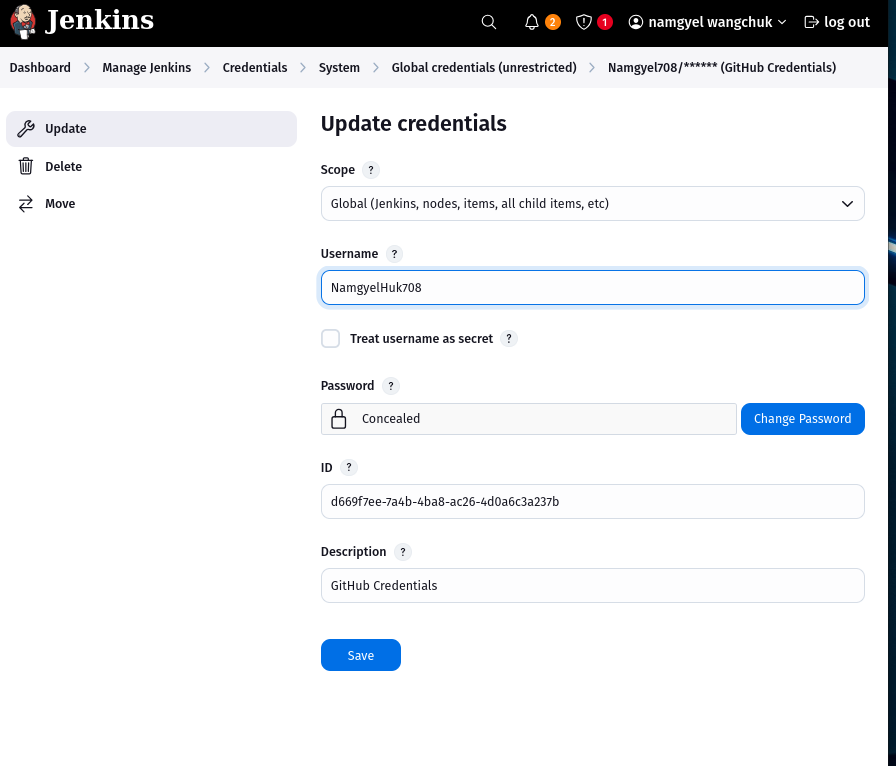 Jenkins
2
1
namgyel wangchuk
log out
Dashboard
Manage Jenkins
Credentials
System
Global credentials (unrestricted)
Namgyel708/****** (GitHub Credentials)
Update
Delete
Move
Update credentials
Scope ?
Global (Jenkins, nodes, items, all child items, etc)
Username ?
NamgyelHuk708
Treat username as secret ?
Password ?
Concealed
Change Password
ID ?
d669f7ee-7a4b-4ba8-ac26-4d0a6c3a237b
Description ?
GitHub Credentials
Save